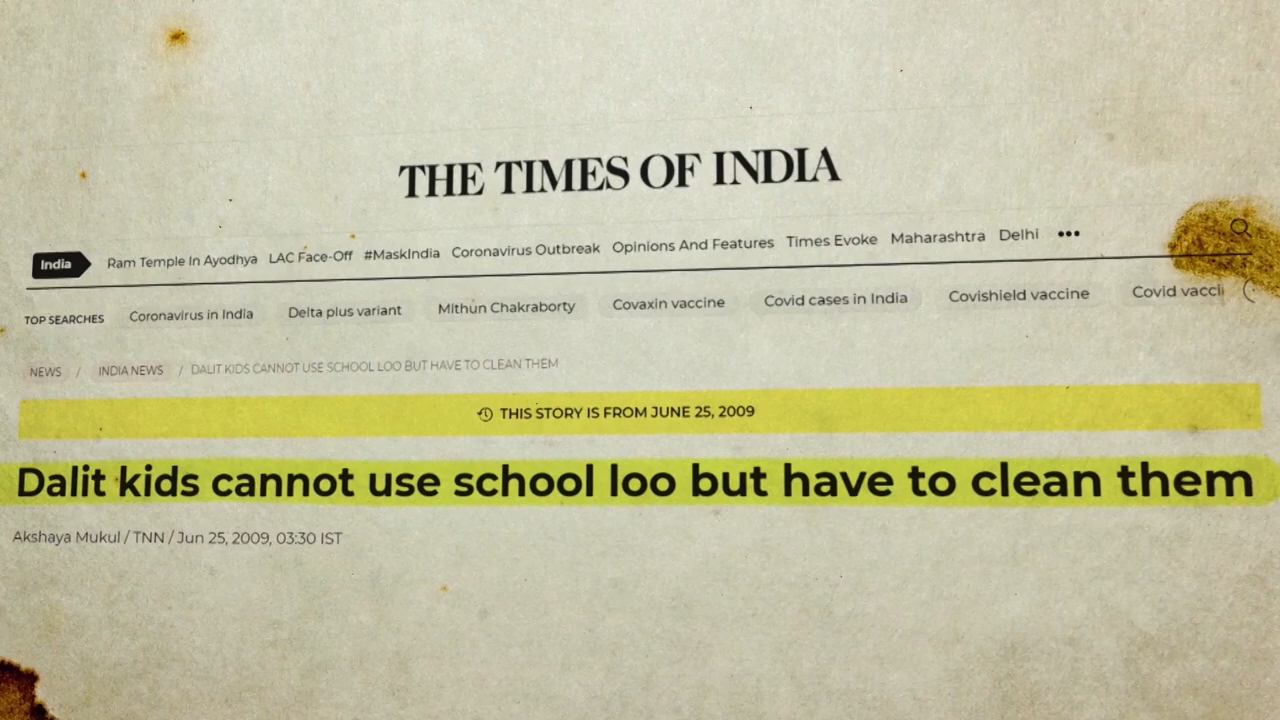 THE TIMES OF INDIA
India Ram Temple In Ayodhya LAC Face-Off #MaskIndia Coronavirus Outbreak Opinions And Features Times Evoke Maharashtra Delhi •••
TOP SEARCHES Coronavirus in India Delta plus variant Mithun Chakraborty Covaxin vaccine Covid cases in India Covishield vaccine Covid vacci
NEWS / INDIA NEWS / DALIT KIDS CANNOT USE SCHOOL LOO BUT HAVE TO CLEAN THEM
THIS STORY IS FROM JUNE 25, 2009
Dalit kids cannot use school loo but have to clean them
Akshaya Mukul / TNN / Jun 25, 2009, 03:30 IST